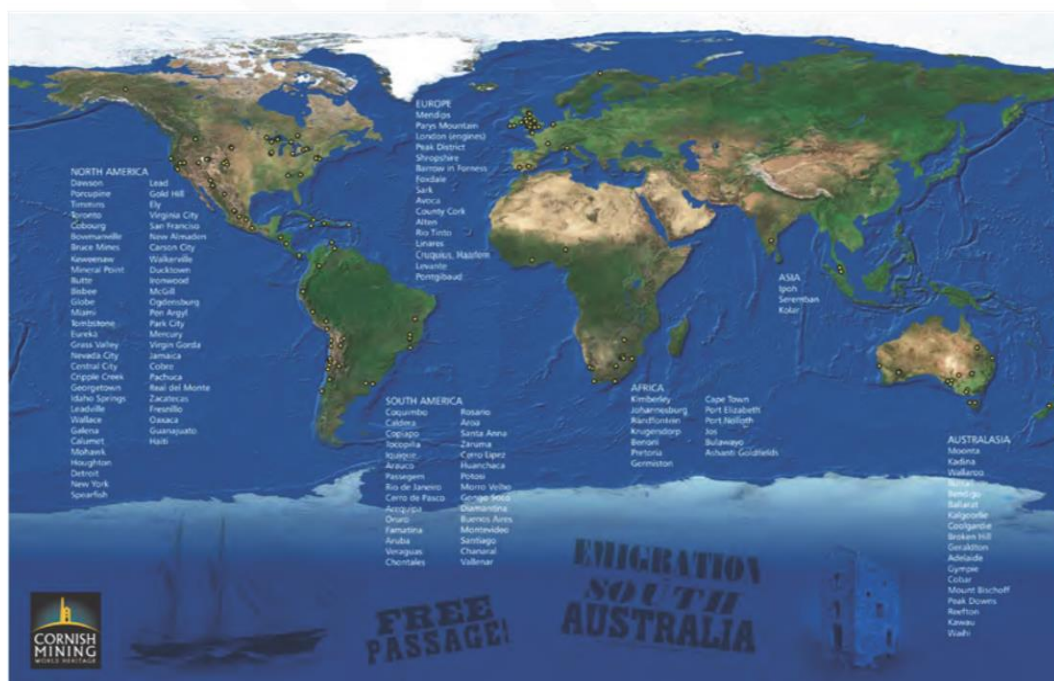 EUROPE
Mendips
Parys Mountain
London (engines)
Peak District
Shropshire
Barrow in Forness
Foxdale
Sark
Avoca
County Cork
Alten
Rio Tinto
Linares
Cruquius, Haarlem
Levante
Pontgibaud
NORTH AMERICA
Dawson
Porcupine
Timmins
Toronto
Cobourg
Bowmanville
Bruce Mines
Keweenaw
Mineral Point
Butte
Bisbee
Globe
Miami
Tombstone
Eureka
Grass Valley
Nevada City
Central City
Cripple Creek
Georgetown
Idaho Springs
Leadville
Wallace
Galena
Calumet
Mohawk
Houghton
Detroit
New York
Spearfish
Lead
Gold Hill
Ely
Virginia City
San Franciso
New Almaden
Carson City
Walkerville
Ducktown
Ironwood
McGill
Ogdensburg
Pen Argyl
Park City
Mercury
Virgin Gorda
Jamaica
Cobre
Pachuca
Real del Monte
Zacatecas
Fresnillo
Oaxaca
Guanajuato
Haiti
ASIA
Ipoh
Seremban
Kolar
SOUTH AMERICA
Coquimbo
Caldera
Copiapo
Tocopilla
Iquique
Arauco
Passegem
Rio de Janeiro
Cerro de Pasco
Arequipa
Oruro
Famatina
Aruba
Veraguas
Chontales
Rosario
Aroa
Santa Anna
Zaruma
Cerro Lipez
Huanchaca
Potosi
Morro Velho
Gongo Soco
Diamantina
Buenos Aires
Montevideo
Santiago
Chanaral
Vallenar
AFRICA
Kimberley
Johannesburg
Randfontein
Krugersdorp
Benoni
Pretoria
Germiston
Cape Town
Port Elizabeth
Port Nolloth
Jos
Bulawayo
Ashanti Goldfields
AUSTRALASIA
Moonta
Kadina
Wallaroo
Burra
Bendigo
Ballarat
Kalgoorlie
Coolgardie
Broken Hill
Geraldton
Adelaide
Gympie
Cobar
Mount Bischoff
Peak Downs
Reefton
Kawau
Waihi
FREE
PASSAGE!
EMIGRATION
SOUTH
AUSTRALIA
CORNISH
MINING
WORLD HERITAGE